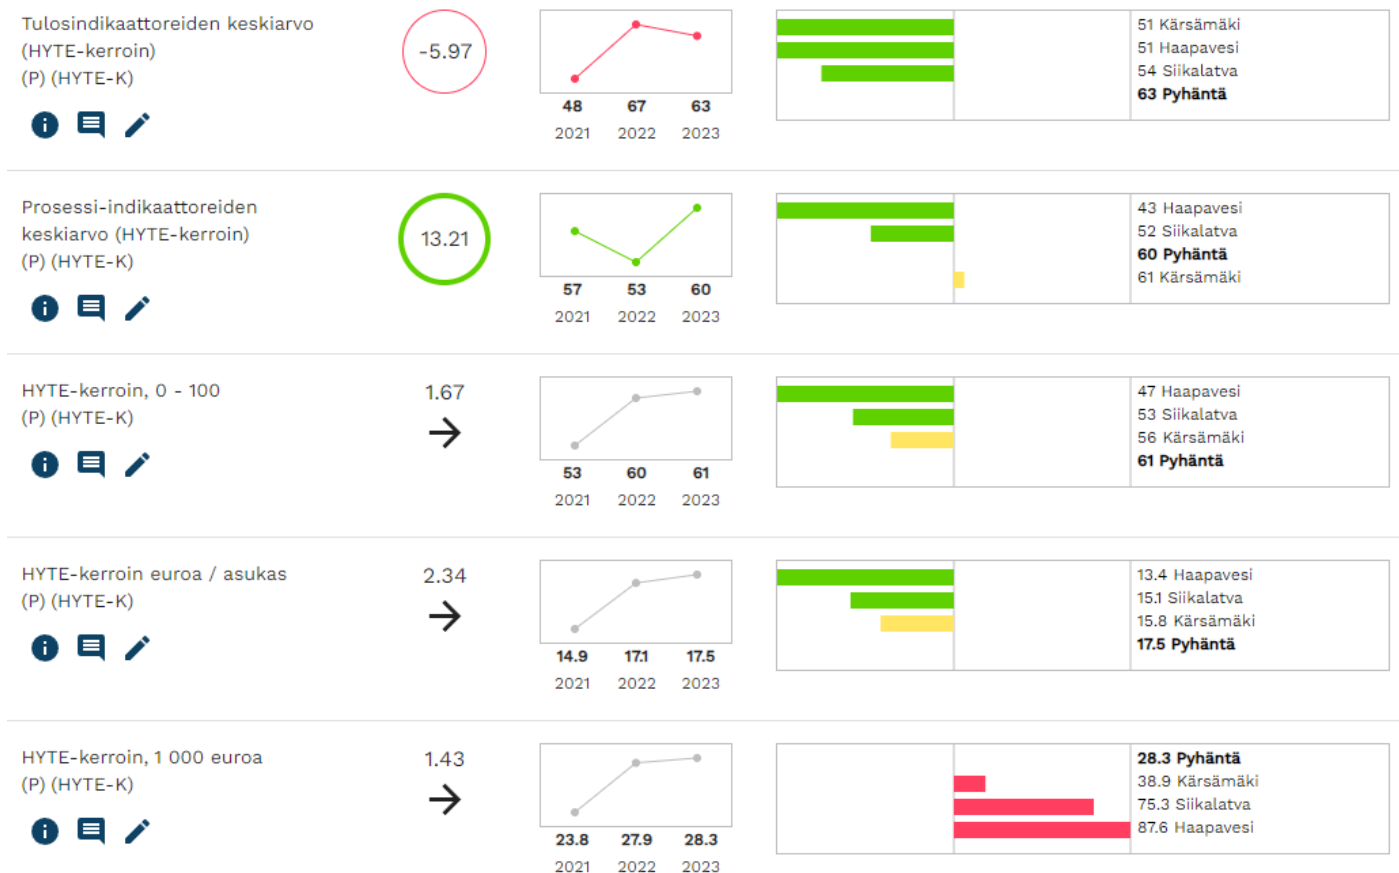 Tulosindikaattoreiden keskiarvo
(HYTE-kerroin)
(P) (HYTE-K)
-5.97
48 67 63
2021 2022 2023
51 Kärsämäki
51 Haapavesi
54 Siikalatva
63 Pyhäntä
Prosessi-indikaattoreiden
keskiarvo (HYTE-kerroin)
(P) (HYTE-K)
13.21
57 53 60
2021 2022 2023
43 Haapavesi
52 Siikalatva
60 Pyhäntä
61 Kärsämäki
HYTE-kerroin, 0 - 100
(P) (HYTE-K)
1.67
53 60 61
2021 2022 2023
47 Haapavesi
53 Siikalatva
56 Kärsämäki
61 Pyhäntä
HYTE-kerroin euroa / asukas
(P) (HYTE-K)
2.34
14.9 17.1 17.5
2021 2022 2023
13.4 Haapavesi
15.1 Siikalatva
15.8 Kärsämäki
17.5 Pyhäntä
HYTE-kerroin, 1 000 euroa
(P) (HYTE-K)
1.43
23.8 27.9 28.3
2021 2022 2023
28.3 Pyhäntä
38.9 Kärsämäki
75.3 Siikalatva
87.6 Haapavesi